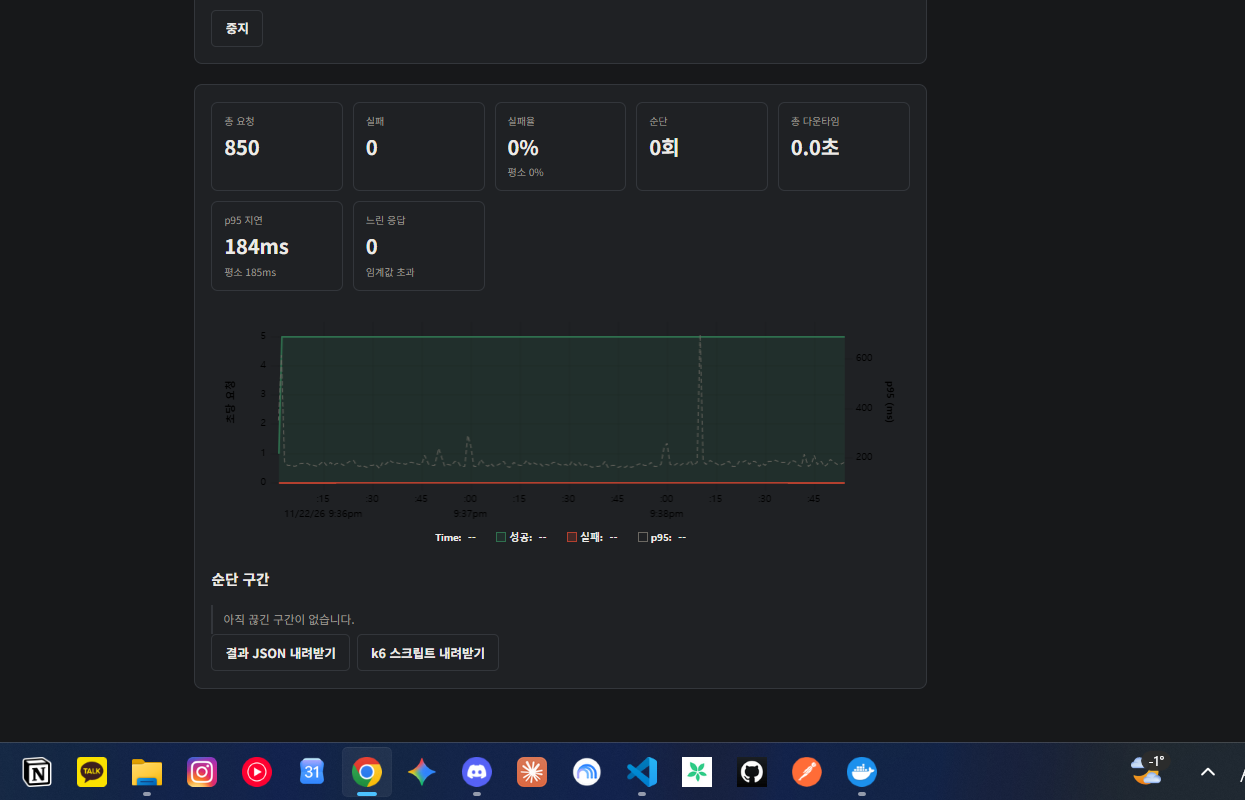 중지
총 요청
850
실패
0
실패율
0%
평소 0%
순단
0회
총 다운타임
0.0초
p95 지연
184ms
평소 185ms
느린 응답
0
임계값 초과
초당 요청
5
4
3
2
1
0
600
400
200
p95 (ms)
:15 :30 :45 :00 :15 :30 :45 :00 :15 :30 :45
11/22/26 9:36pm 9:37pm 9:38pm
Time: -- 성공: -- 실패: -- p95: --
순단 구간
아직 끊긴 구간이 없습니다.
결과 JSON 내려받기 k6 스크립트 내려받기
TALK
31
-1°